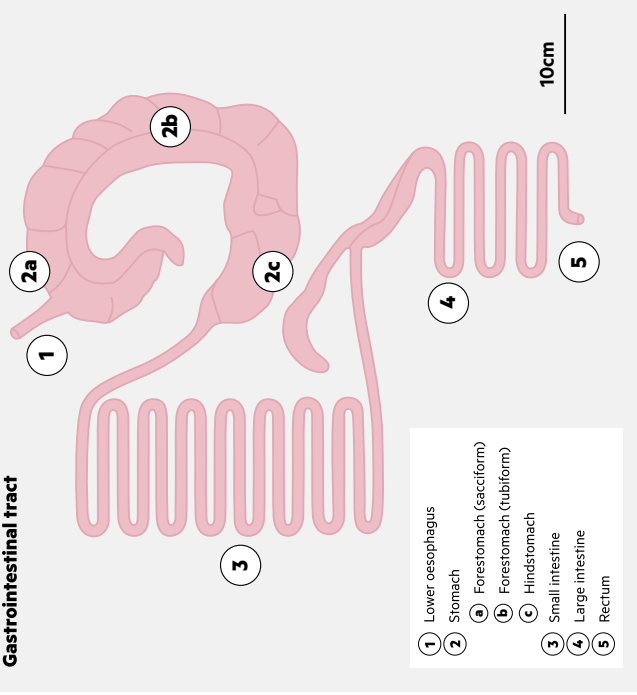 Gastrointestinal tract
1
2a
2b
2c
3
4
5
10cm
1 Lower oesophagus
2 Stomach
a Forestomach (sacciform)
b Forestomach (tubiform)
c Hindstomach
3 Small intestine
4 Large intestine
5 Rectum